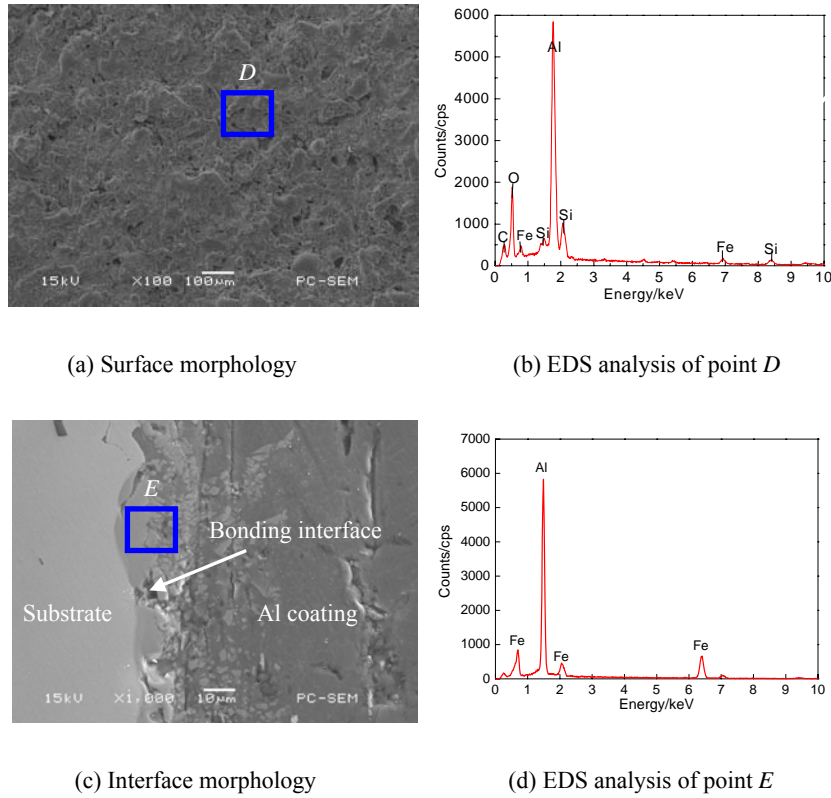 D
15kV ×100 100μm PC-SEM
(a) Surface morphology
6000
5000
4000
3000
2000
1000
0
Counts/cps
Al
O
Si
C
Fe
Si
Fe
Si
0 1 2 3 4 5 6 7 8 9 10
Energy/keV
(b) EDS analysis of point D
E
Bonding interface
Substrate
Al coating
15kV ×1,000 10μm PC-SEM
(c) Interface morphology
7000
6000
5000
4000
3000
2000
1000
0
Counts/cps
Al
Fe
Fe
Fe
0 1 2 3 4 5 6 7 8 9 10
Energy/keV
(d) EDS analysis of point E